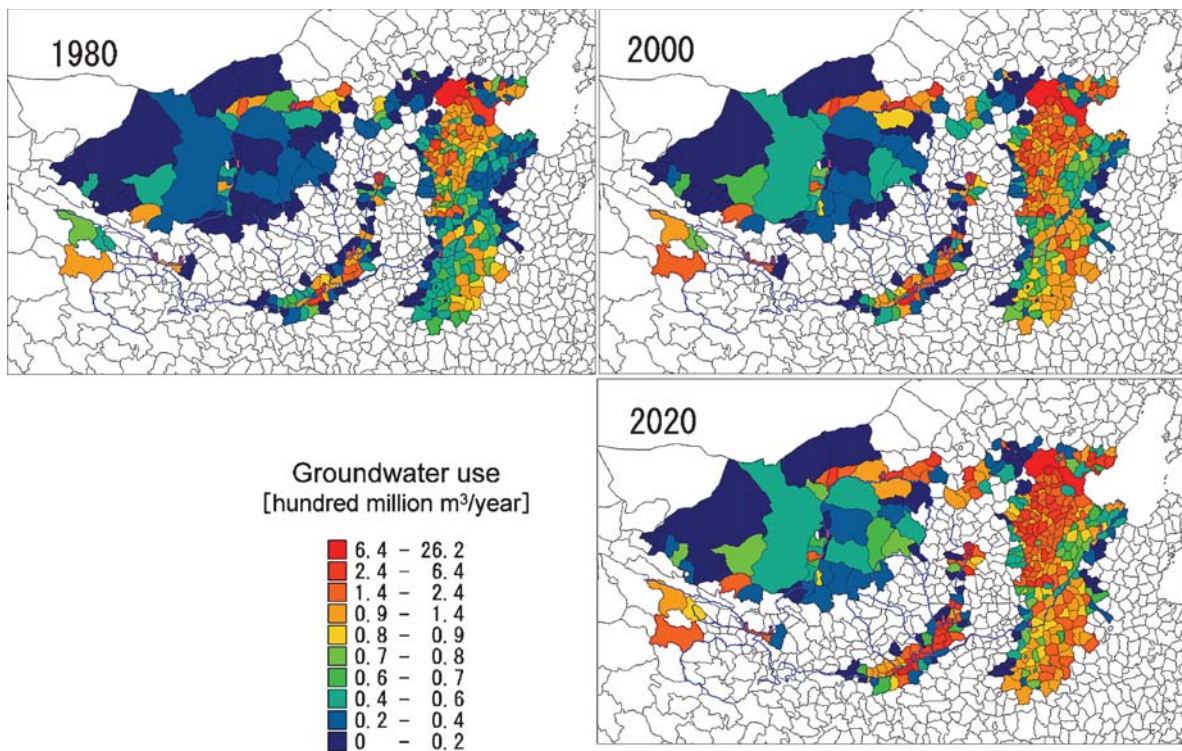 1980
2000
2020
Groundwater use
[hundred million m³/year]
6.4 - 26.2
2.4 - 6.4
1.4 - 2.4
0.9 - 1.4
0.8 - 0.9
0.7 - 0.8
0.6 - 0.7
0.4 - 0.6
0.2 - 0.4
0 - 0.2